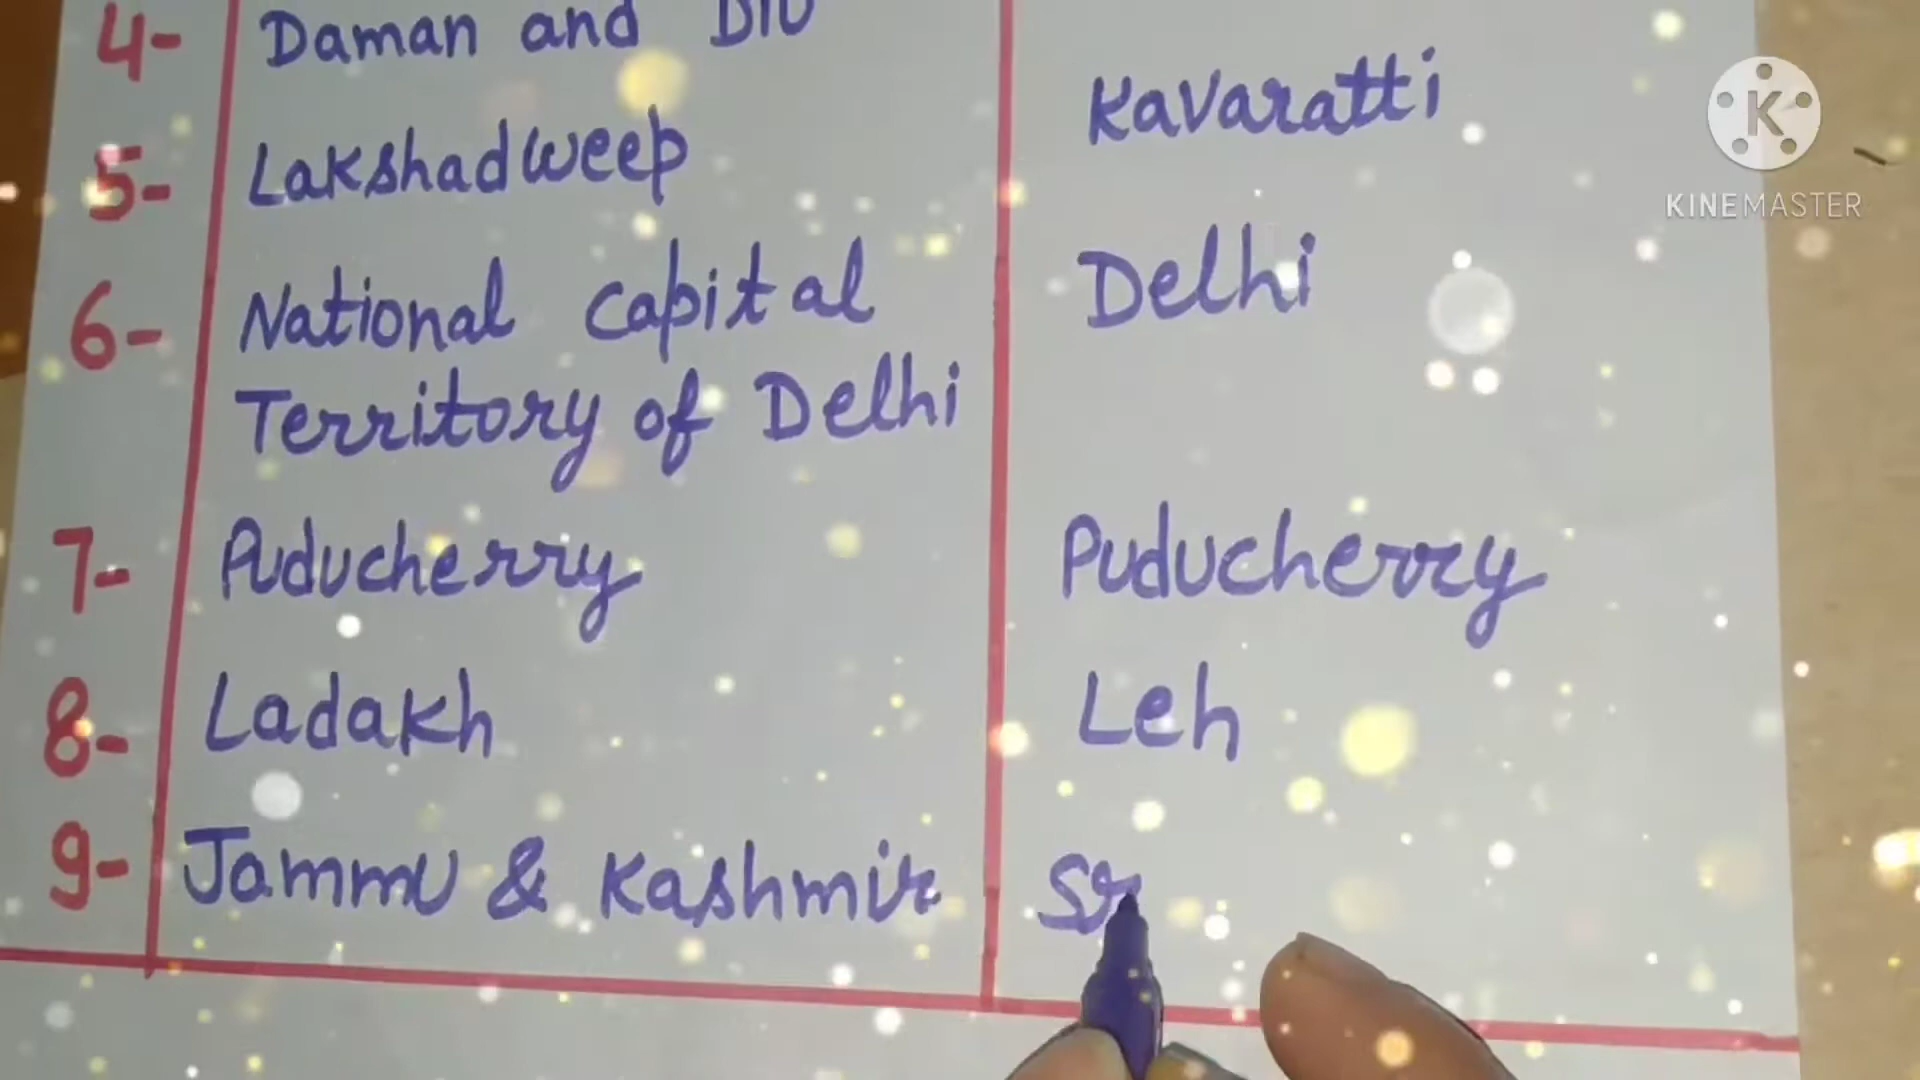 4- Daman and DIU
5- Lakshadweep Kavaratti
6- National capital Delhi
Territory of Delhi
7- Puducherry Puducherry
8- Ladakh Leh
9- Jammu & Kashmir Sr
K
KINEMASTER